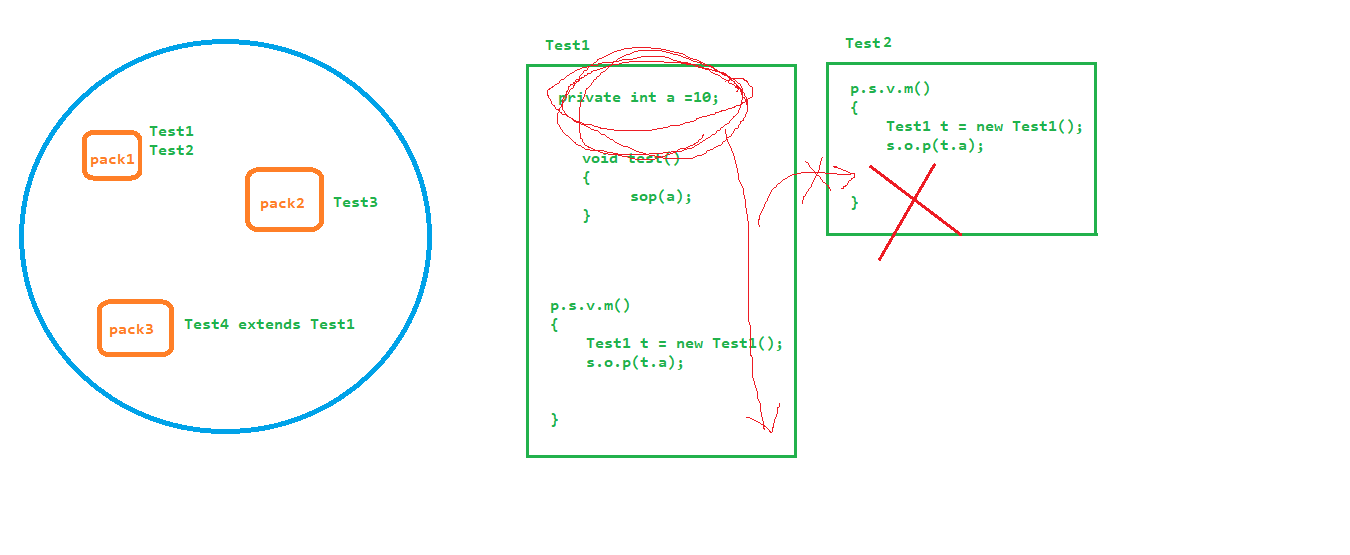 Test1
Test2
pack1
pack2
Test3
pack3
Test4 extends Test1
Test1
private int a =10;
void test()
{
sop(a);
}
p.s.v.m()
{
Test1 t = new Test1();
s.o.p(t.a);
}
Test2
p.s.v.m()
{
Test1 t = new Test1();
s.o.p(t.a);
}